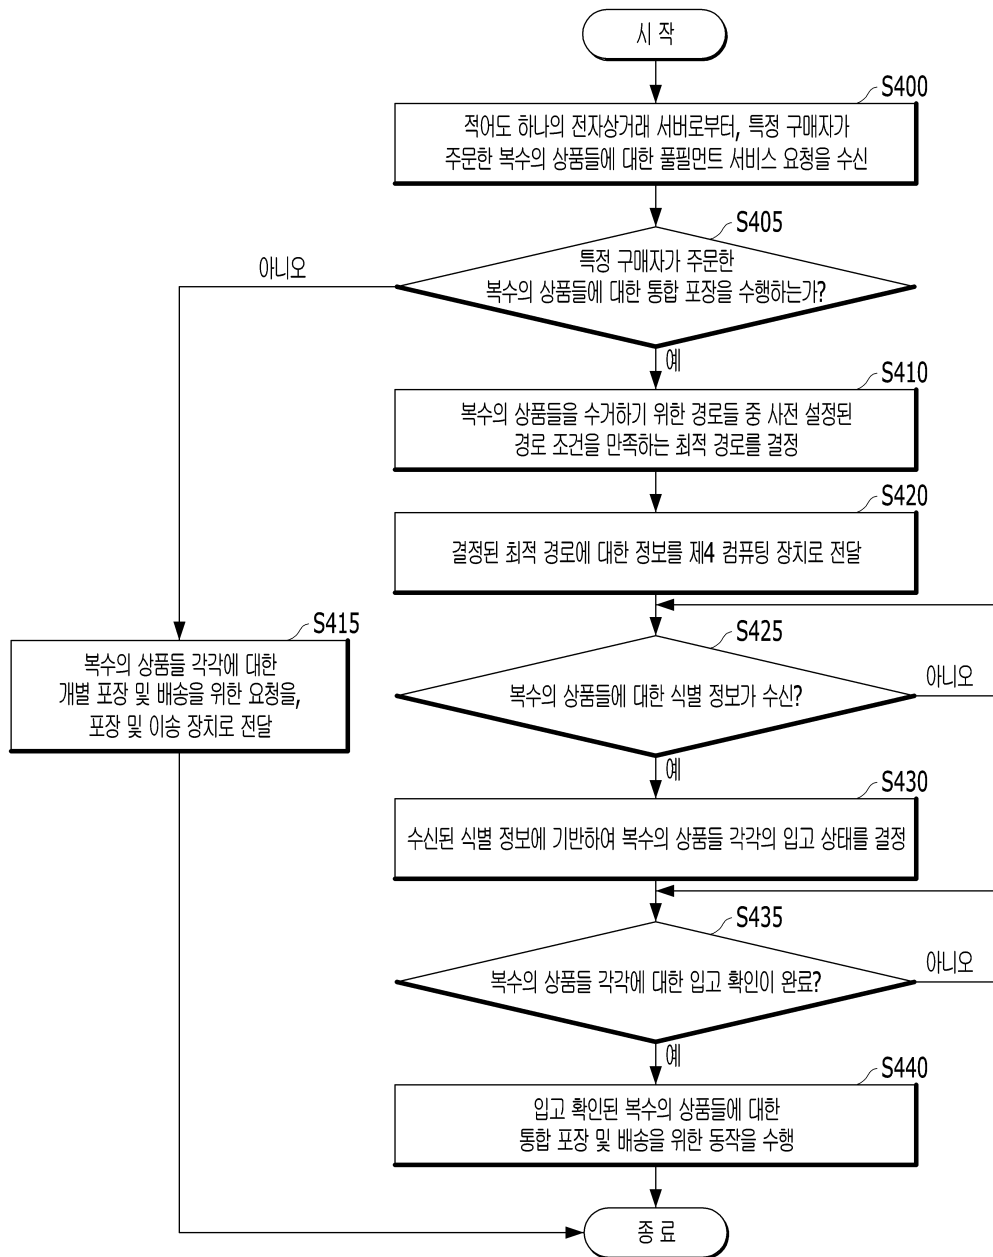 시 작
S400
적어도 하나의 전자상거래 서버로부터, 특정 구매자가
주문한 복수의 상품들에 대한 풀필먼트 서비스 요청을 수신
S405
특정 구매자가 주문한
복수의 상품들에 대한 통합 포장을 수행하는가?
아니오
예
S410
복수의 상품들을 수거하기 위한 경로들 중 사전 설정된
경로 조건을 만족하는 최적 경로를 결정
S420
결정된 최적 경로에 대한 정보를 제4 컴퓨팅 장치로 전달
S415
복수의 상품들 각각에 대한
개별 포장 및 배송을 위한 요청을,
포장 및 이송 장치로 전달
S425
복수의 상품들에 대한 식별 정보가 수신?
아니오
예
S430
수신된 식별 정보에 기반하여 복수의 상품들 각각의 입고 상태를 결정
S435
복수의 상품들 각각에 대한 입고 확인이 완료?
아니오
예
S440
입고 확인된 복수의 상품들에 대한
통합 포장 및 배송을 위한 동작을 수행
종 료